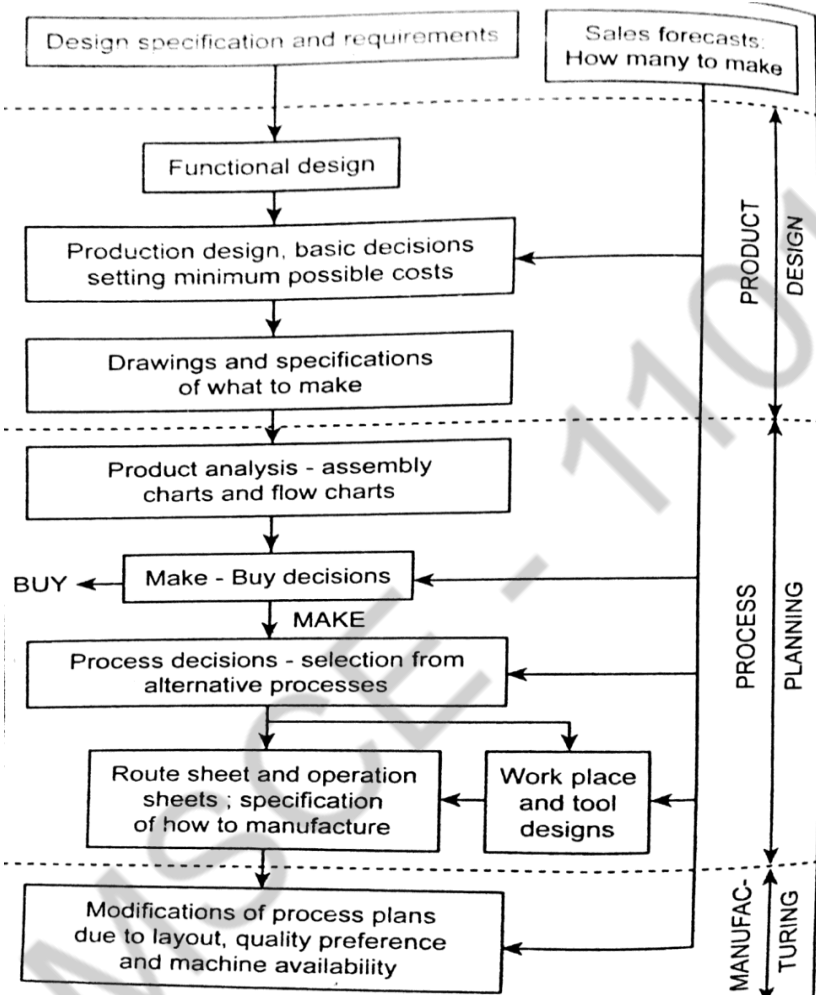 Design specification and requirements
Sales forecasts:
How many to make
Functional design
Production design, basic decisions
setting minimum possible costs
PRODUCT
DESIGN
Drawings and specifications
of what to make
Product analysis - assembly
charts and flow charts
BUY
Make - Buy decisions
MAKE
Process decisions - selection from
alternative processes
PROCESS
PLANNING
Route sheet and operation
sheets ; specification
of how to manufacture
Work place
and tool
designs
Modifications of process plans
due to layout, quality preference
and machine availability
MANUFAC-
TURING
MSCE - 1101